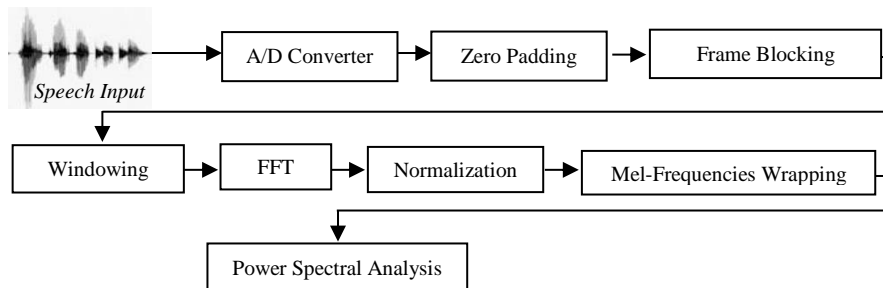 Speech Input
A/D Converter
Zero Padding
Frame Blocking
Windowing
FFT
Normalization
Mel-Frequencies Wrapping
Power Spectral Analysis